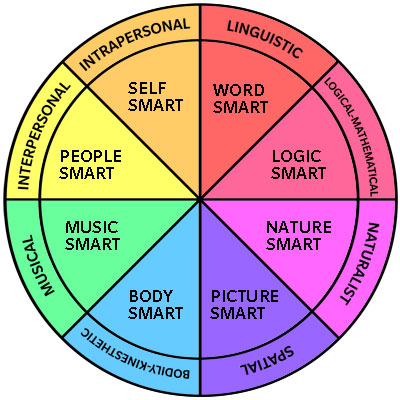 LINGUISTIC
WORD
SMART
LOGICAL-MATHEMATICAL
LOGIC
SMART
NATURALIST
NATURE
SMART
SPATIAL
PICTURE
SMART
BODILY-KINESTHETIC
BODY
SMART
MUSICAL
MUSIC
SMART
INTERPERSONAL
PEOPLE
SMART
INTRAPERSONAL
SELF
SMART